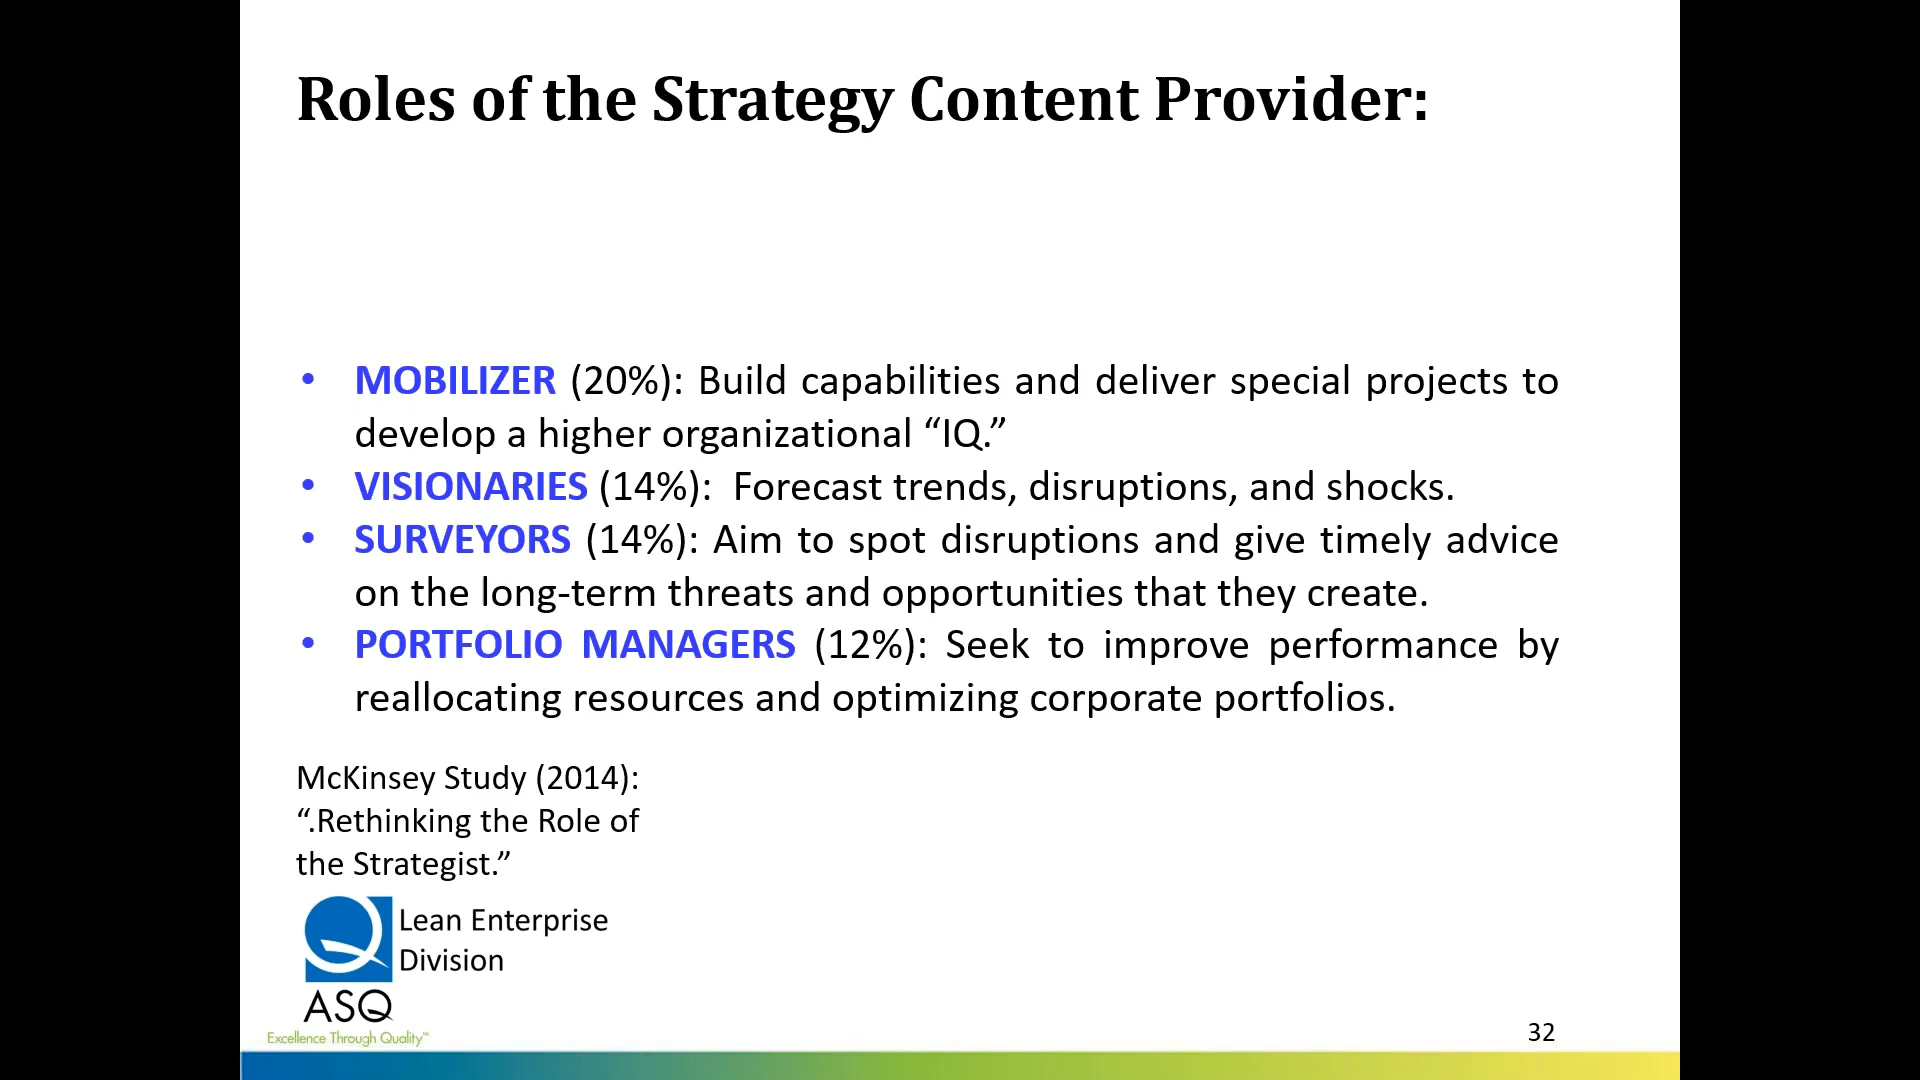 Roles of the Strategy Content Provider:
• MOBILIZER (20%): Build capabilities and deliver special projects to
develop a higher organizational “IQ.”
• VISIONARIES (14%):  Forecast trends, disruptions, and shocks.
• SURVEYORS (14%): Aim to spot disruptions and give timely advice
on the long-term threats and opportunities that they create.
• PORTFOLIO MANAGERS (12%): Seek to improve performance by
reallocating resources and optimizing corporate portfolios.
McKinsey Study (2014):
“.Rethinking the Role of
the Strategist.”
Lean Enterprise
Division
ASQ
Excellence Through Quality™
32